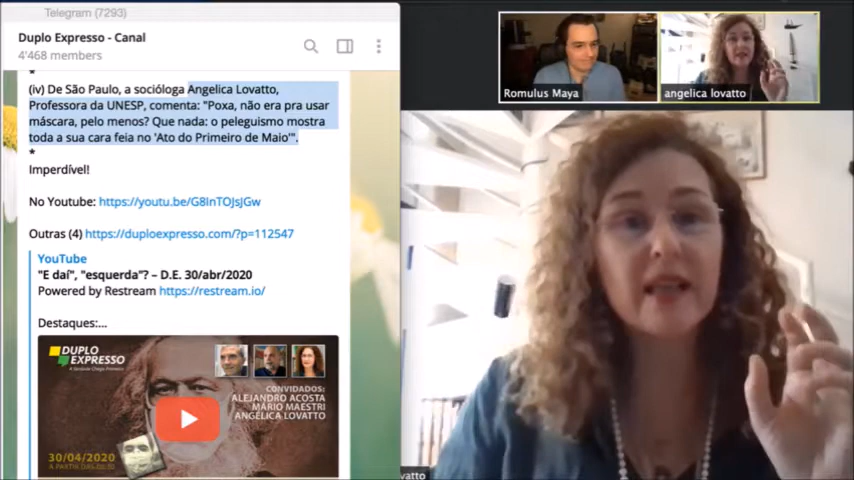 Telegram (7293)
Duplo Expresso - Canal
4'468 members
*
(iv) De São Paulo, a socióloga Angelica Lovatto,
Professora da UNESP, comenta: "Poxa, não era pra usar
máscara, pelo menos? Que nada: o peleguismo mostra
toda a sua cara feia no 'Ato do Primeiro de Maio'".
*
Imperdível!
No Youtube: https://youtu.be/G8InTOJsJGw
Outras (4) https://duploexpresso.com/?p=112547
YouTube
"E daí", "esquerda"? – D.E. 30/abr/2020
Powered by Restream https://restream.io/
Destaques:...
DUPLO
EXPRESSO
CONVIDADOS:
ALEJANDRO ACOSTA
MÁRIO MAESTRI
ANGÉLICA LOVATTO
30/04/2020
Romulus Maya
angelica lovatto
vatto